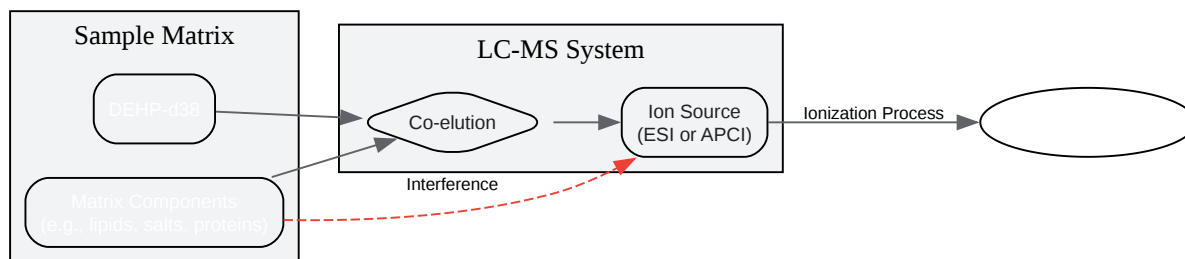 Sample Matrix
DEHP-d38
Matrix Components
(e.g., lipids, salts, proteins)
LC-MS System
Co-elution
Ion Source
(ESI or APCI)
Interference
Ionization Process